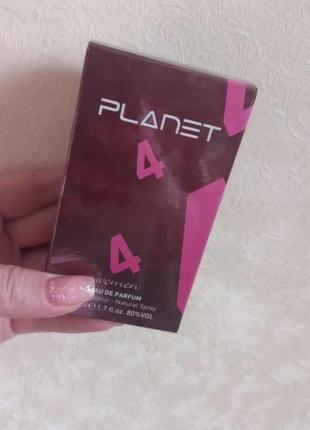 PLANET
4
4
women
EAU DE PARFUM
Natural Spray
1.7 fl.oz. 80%VOL